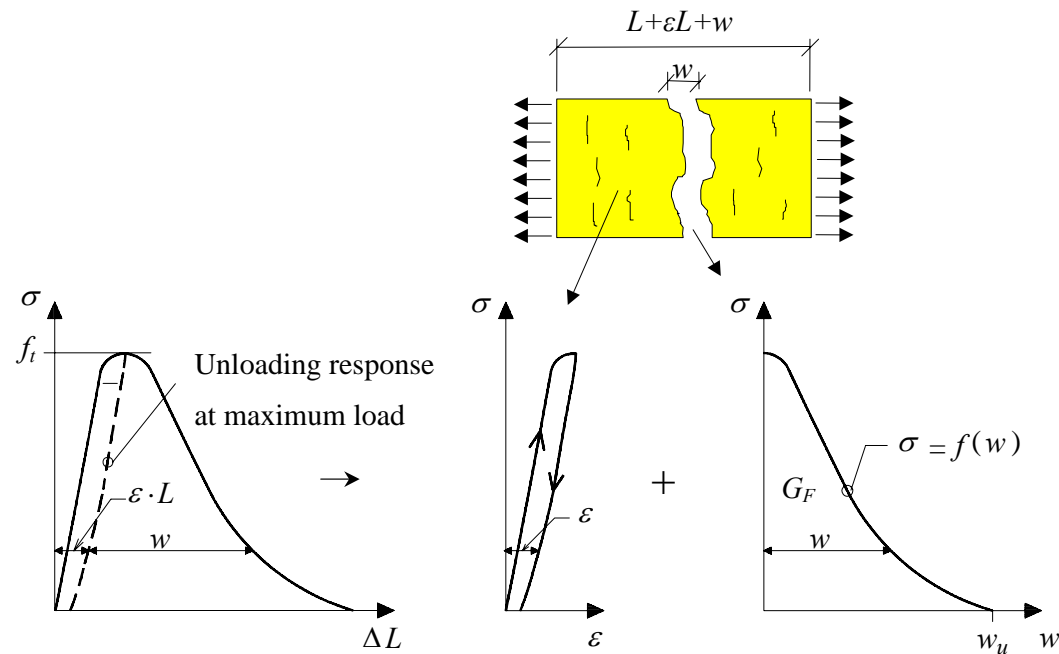 L+εL+w
w
σ
f_t
Unloading response
at maximum load
ε·L
w
ΔL
σ
ε
ε
+
σ
σ = f(w)
G_F
w
w_u
w